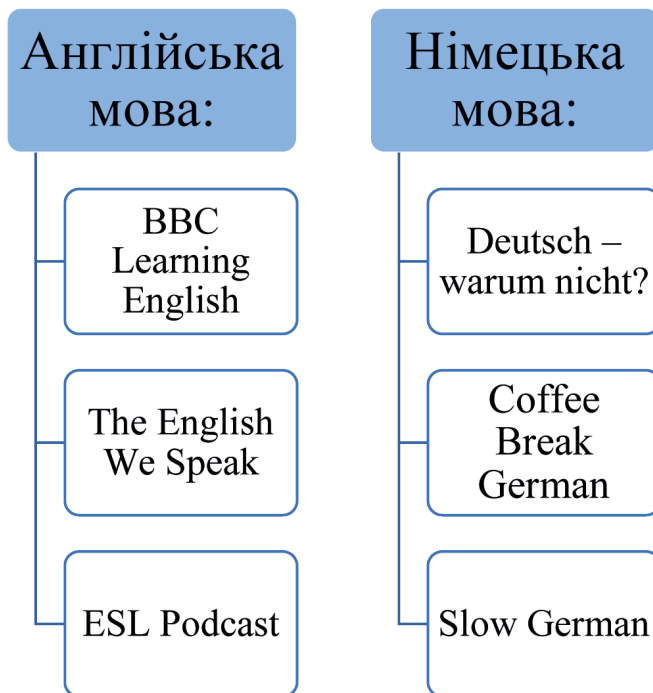 Англійська
мова:
BBC
Learning
English
The English
We Speak
ESL Podcast
Німецька
мова:
Deutsch –
warum nicht?
Coffee
Break
German
Slow German